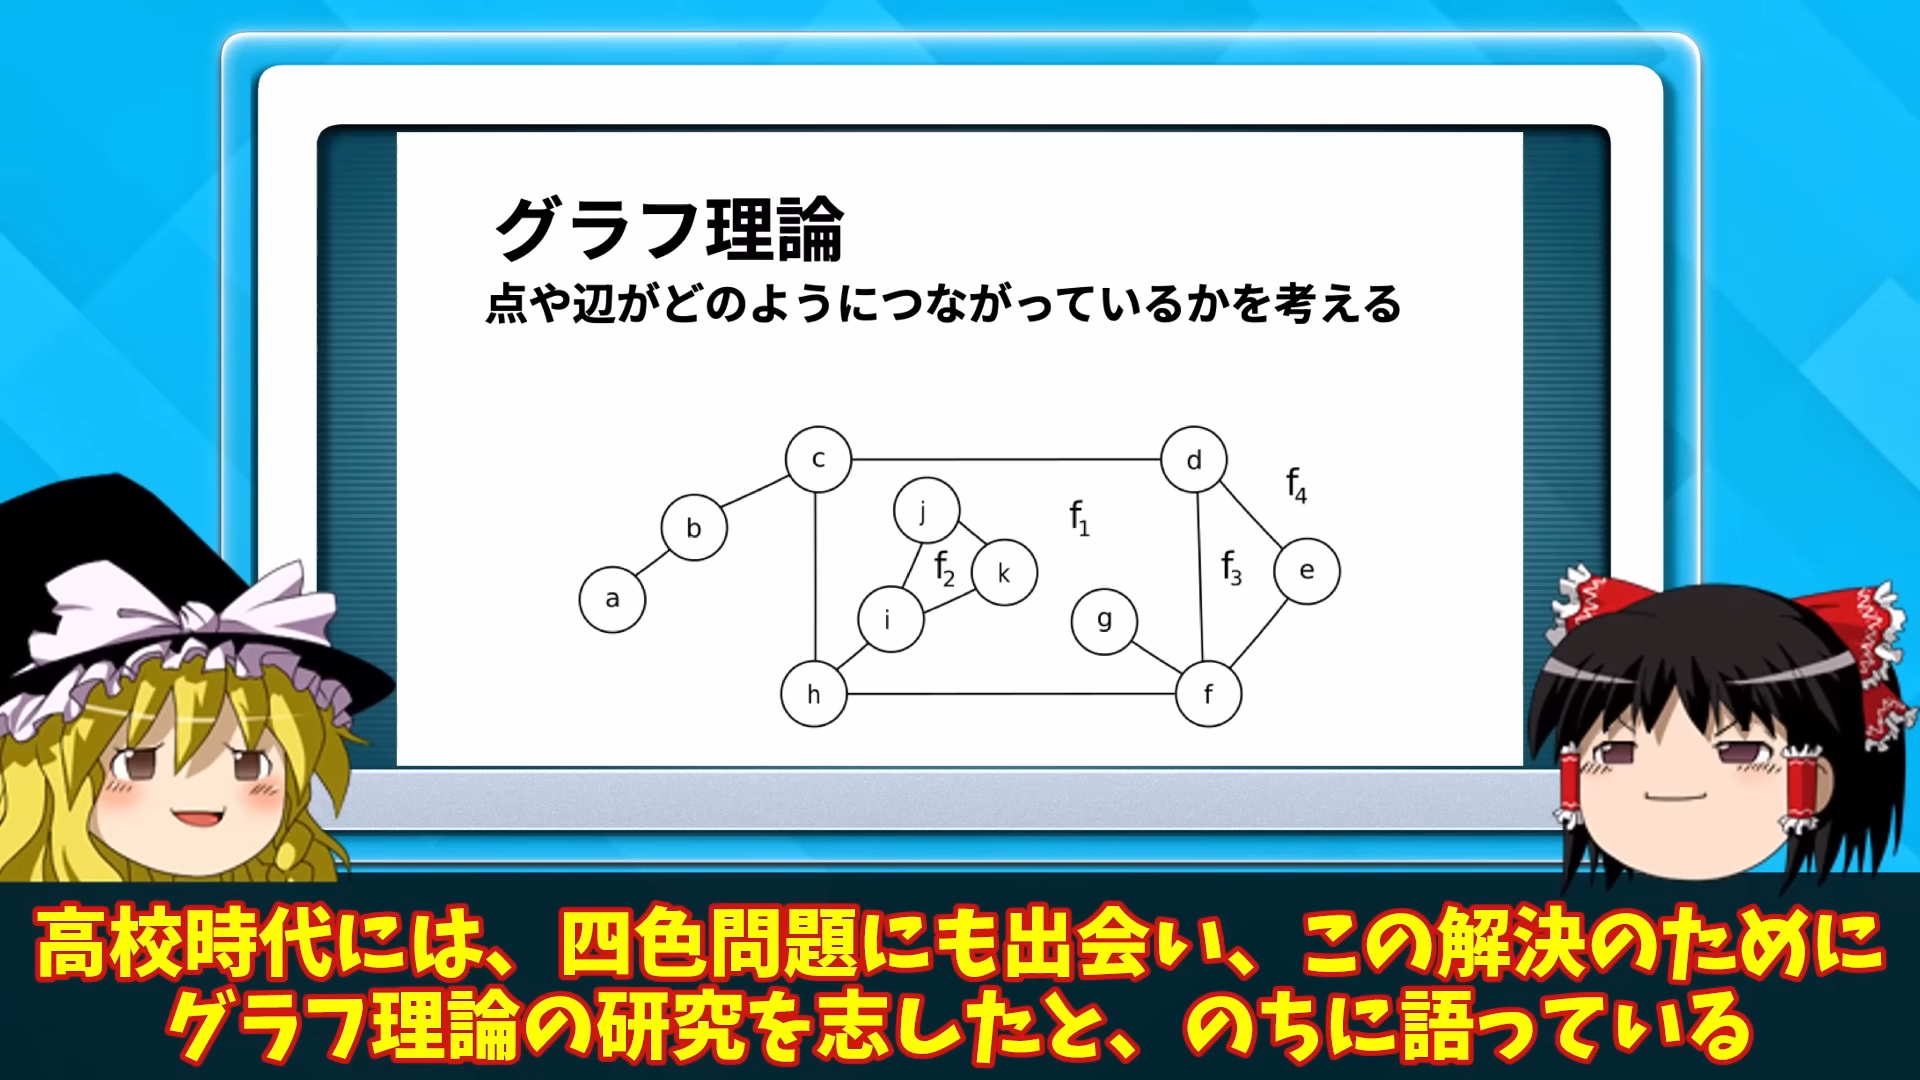 グラフ理論
点や辺がどのようにつながっているかを考える
c
d
f4
j
f1
b
f2
k
f3
e
a
i
g
h
f
高校時代には、四色問題にも出会い、この解決のために
グラフ理論の研究を志したと、のちに語っている